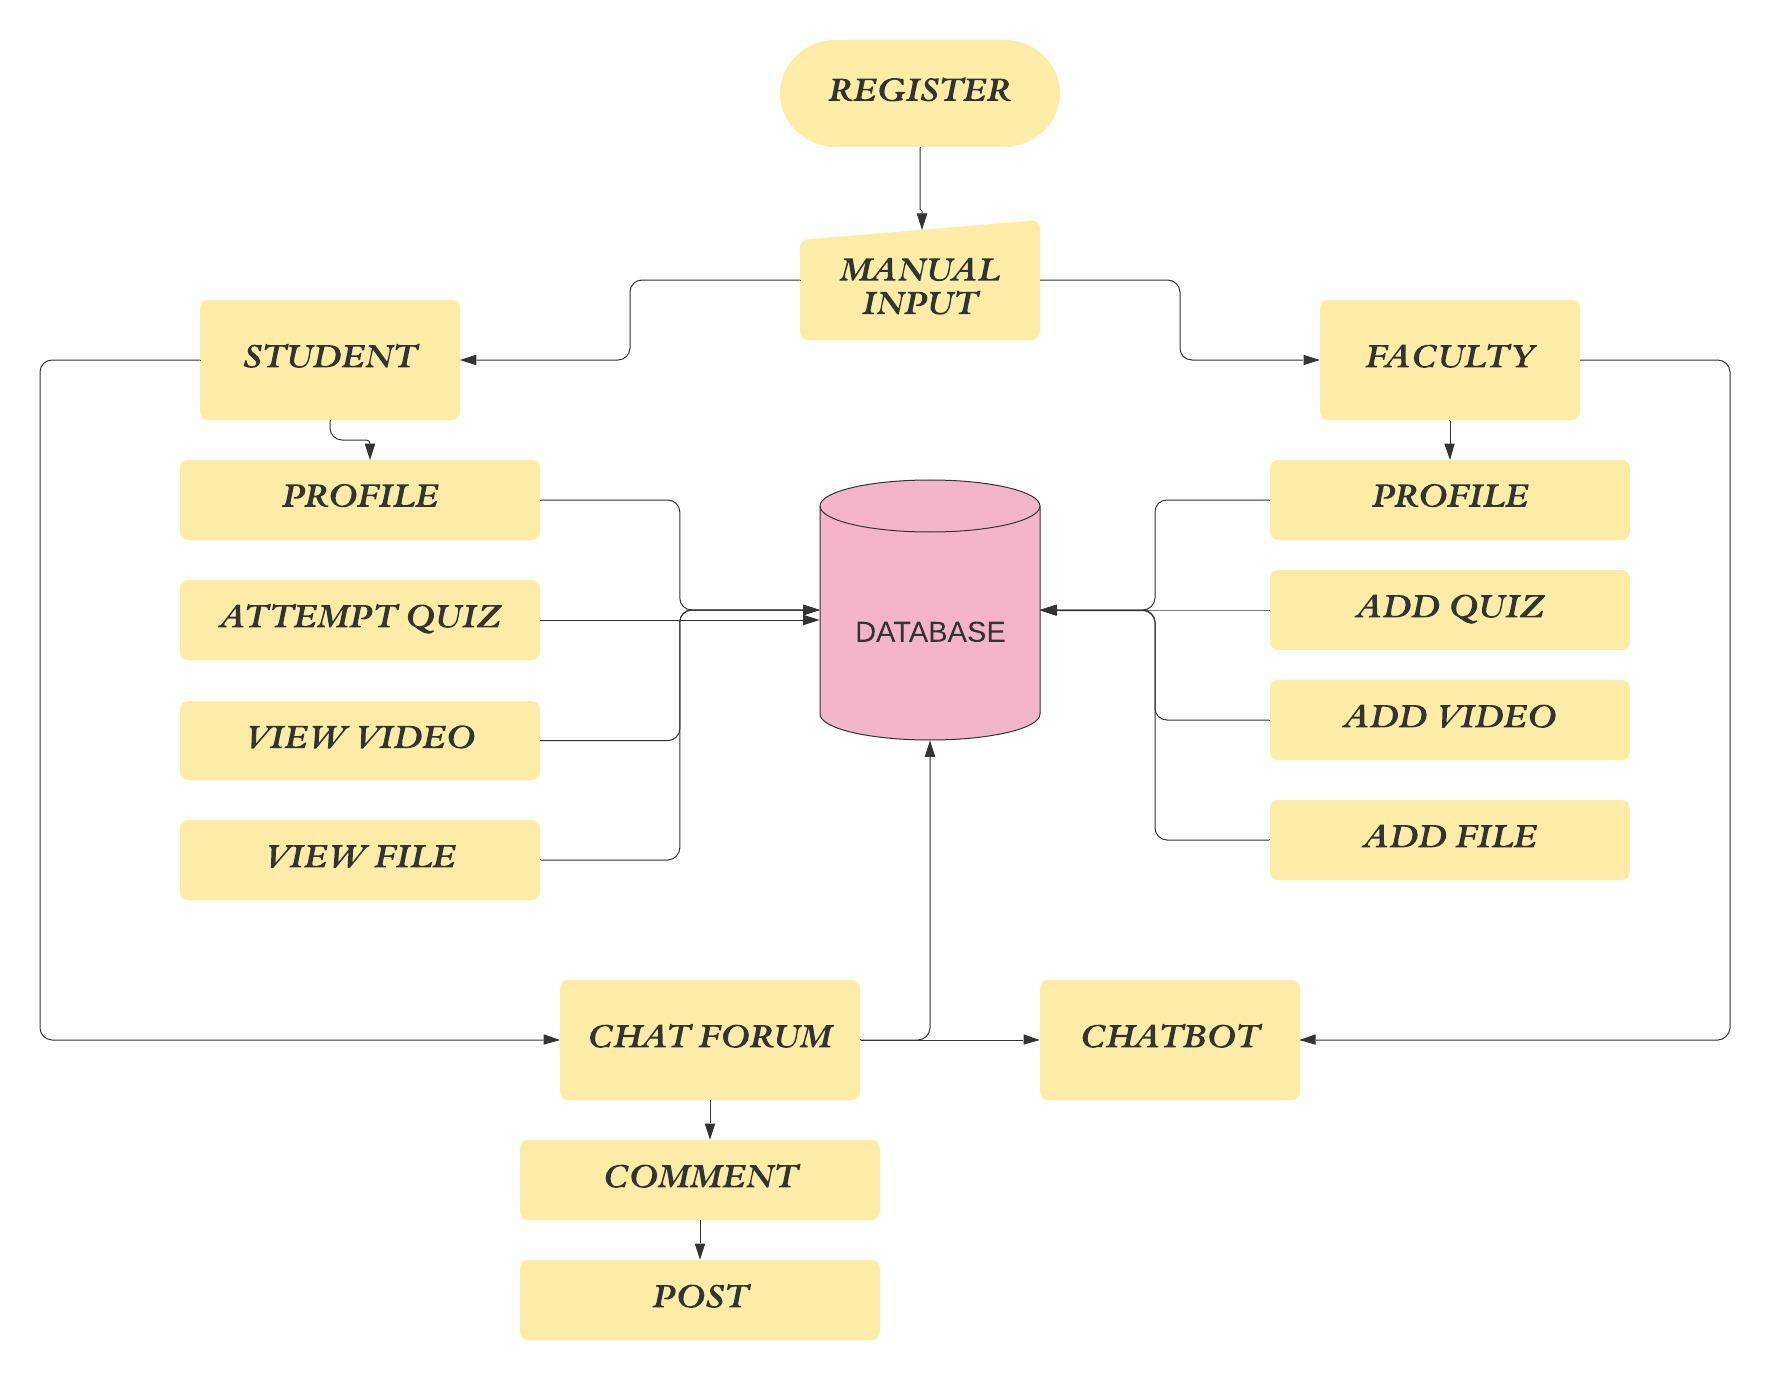 REGISTER
MANUAL
INPUT
STUDENT
FACULTY
PROFILE
PROFILE
ATTEMPT QUIZ
ADD QUIZ
DATABASE
VIEW VIDEO
ADD VIDEO
VIEW FILE
ADD FILE
CHAT FORUM
CHATBOT
COMMENT
POST